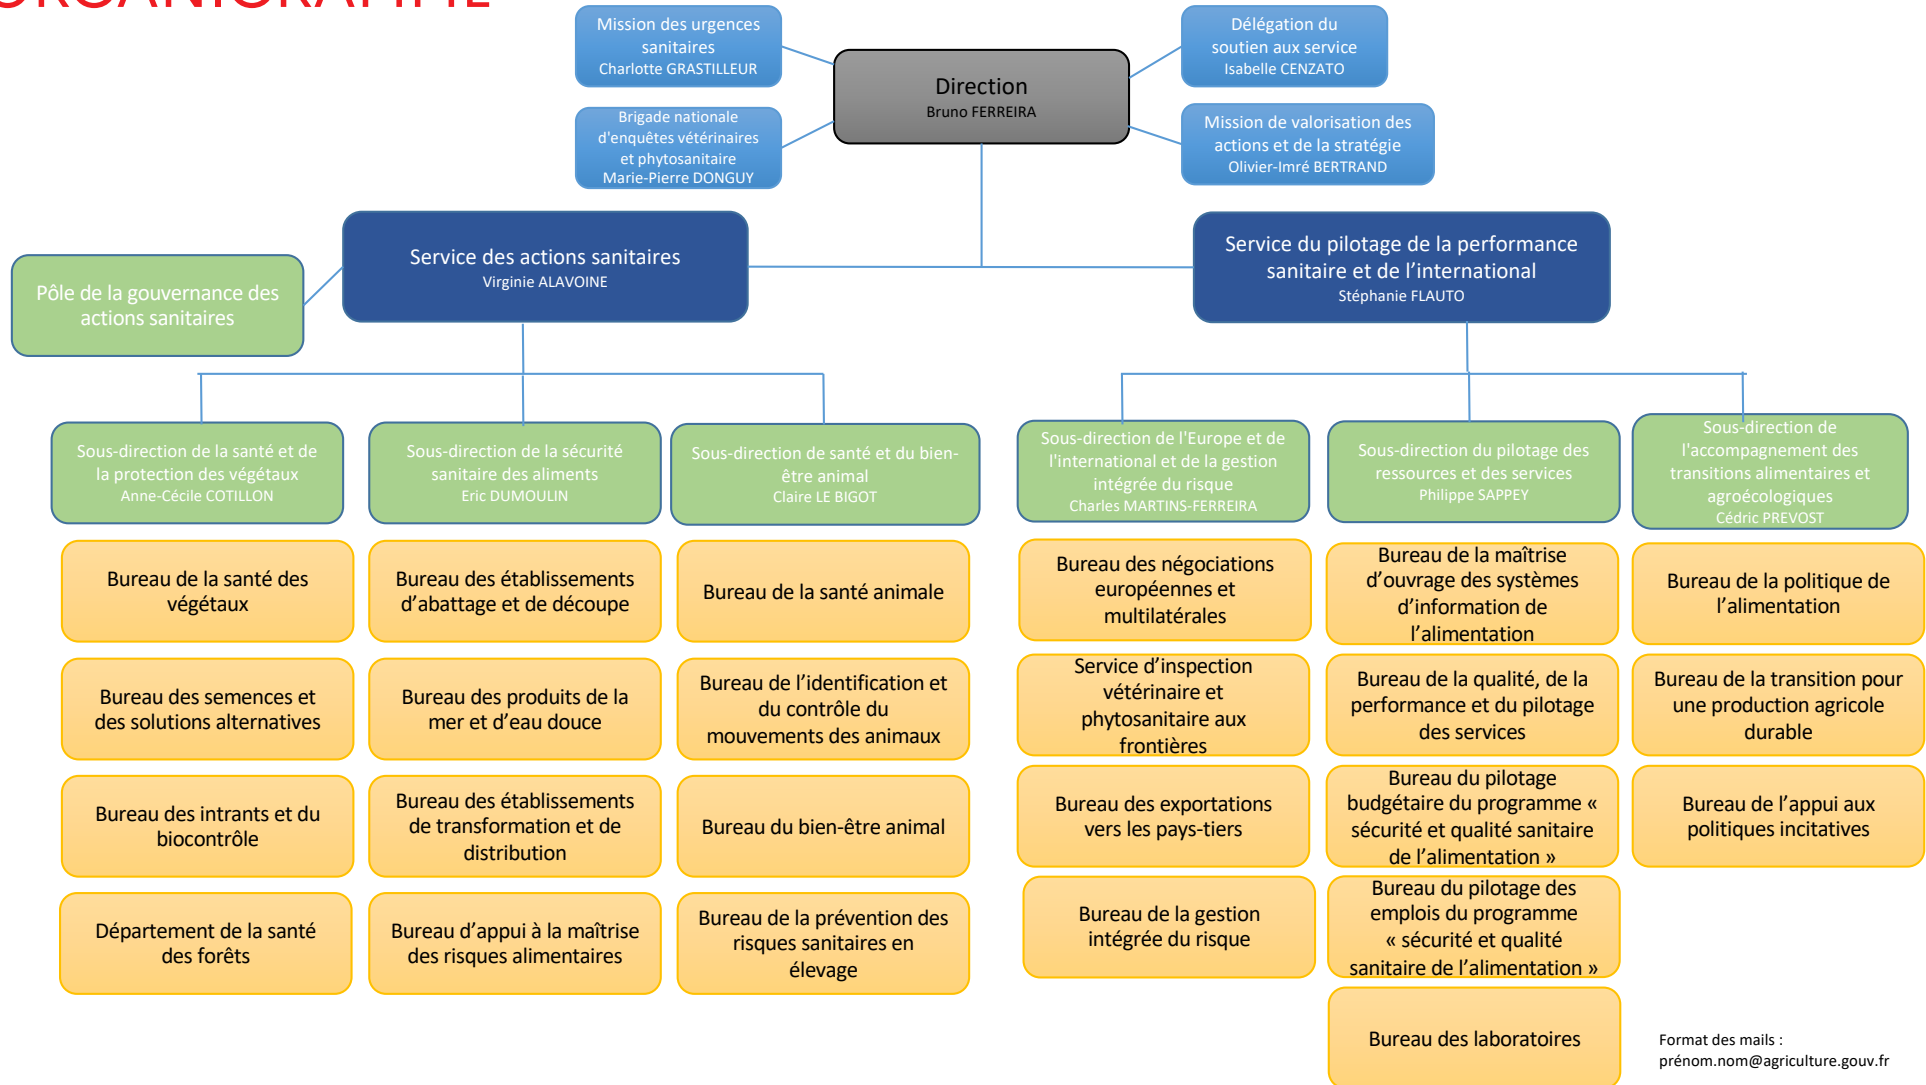 ORGANIGRAMME
Mission des urgences
sanitaires
Charlotte GRASTILLEUR
Délégation du
soutien aux service
Isabelle CENZATO
Direction
Bruno FERREIRA
Brigade nationale
d'enquêtes vétérinaires
et phytosanitaire
Marie-Pierre DONGUY
Mission de valorisation des
actions et de la stratégie
Olivier-Imré BERTRAND
Service des actions sanitaires
Virginie ALAVOINE
Service du pilotage de la performance
sanitaire et de l’international
Stéphanie FLAUTO
Pôle de la gouvernance des
actions sanitaires
Sous-direction de la santé et de
la protection des végétaux
Anne-Cécile COTILLON
Sous-direction de la sécurité
sanitaire des aliments
Eric DUMOULIN
Sous-direction de santé et du bien-
être animal
Claire LE BIGOT
Sous-direction de l'Europe et de
l'international et de la gestion
intégrée du risque
Charles MARTINS-FERREIRA
Sous-direction du pilotage des
ressources et des services
Philippe SAPPEY
Sous-direction de
l'accompagnement des
transitions alimentaires et
agroécologiques
Cédric PREVOST
Bureau de la santé des
végétaux
Bureau des établissements
d’abattage et de découpe
Bureau de la santé animale
Bureau des négociations
européennes et
multilatérales
Bureau de la maîtrise
d’ouvrage des systèmes
d’information de
l’alimentation
Bureau de la politique de
l’alimentation
Bureau des semences et
des solutions alternatives
Bureau des produits de la
mer et d’eau douce
Bureau de l’identification et
du contrôle du
mouvements des animaux
Service d’inspection
vétérinaire et
phytosanitaire aux
frontières
Bureau de la qualité, de la
performance et du pilotage
des services
Bureau de la transition pour
une production agricole
durable
Bureau des intrants et du
biocontrôle
Bureau des établissements
de transformation et de
distribution
Bureau du bien-être animal
Bureau des exportations
vers les pays-tiers
Bureau du pilotage
budgétaire du programme «
sécurité et qualité sanitaire
de l’alimentation »
Bureau de l’appui aux
politiques incitatives
Département de la santé
des forêts
Bureau d’appui à la maîtrise
des risques alimentaires
Bureau de la prévention des
risques sanitaires en
élevage
Bureau de la gestion
intégrée du risque
Bureau du pilotage des
emplois du programme
« sécurité et qualité
sanitaire de l’alimentation »
Bureau des laboratoires
Format des mails :
prénom.nom@agriculture.gouv.fr